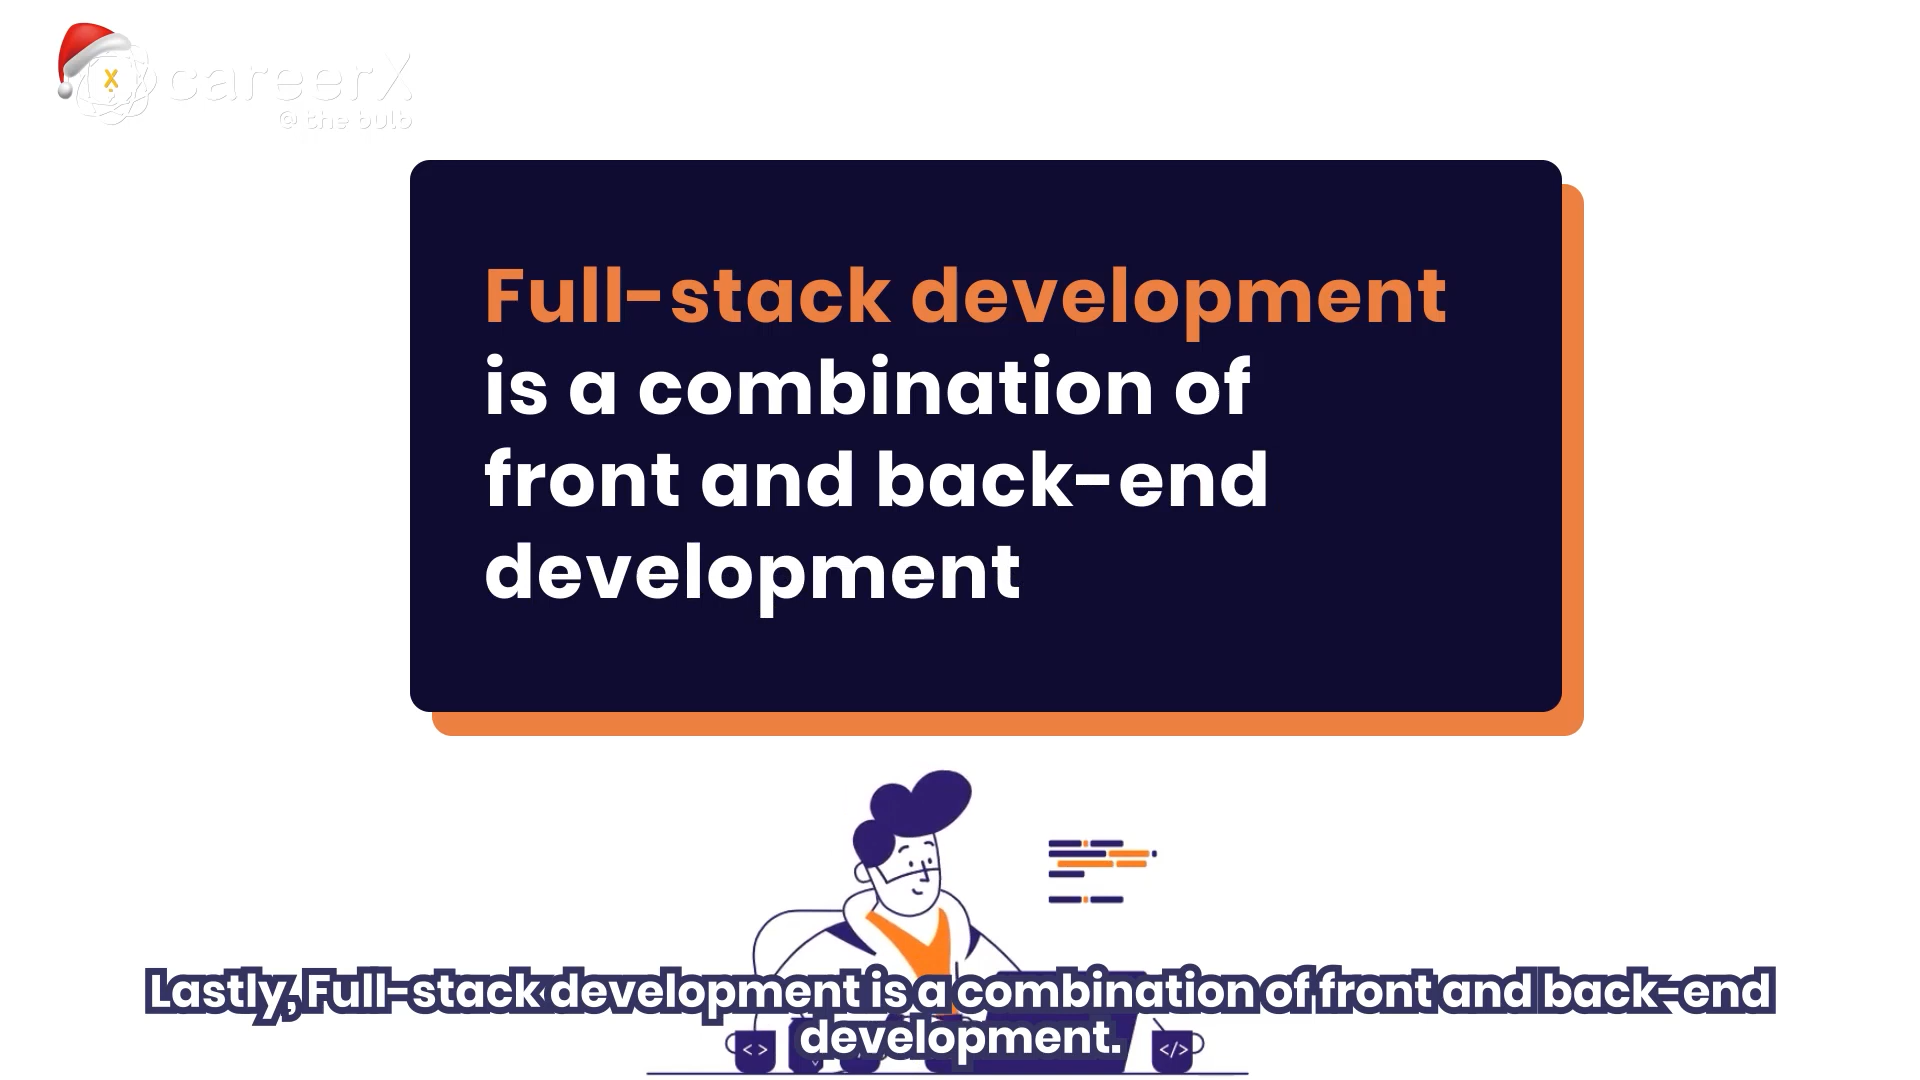 careerX
@ the bulb
Full-stack development
is a combination of
front and back-end
development
Lastly, Full-stack development is a combination of front and back-end
development.
<>
</>